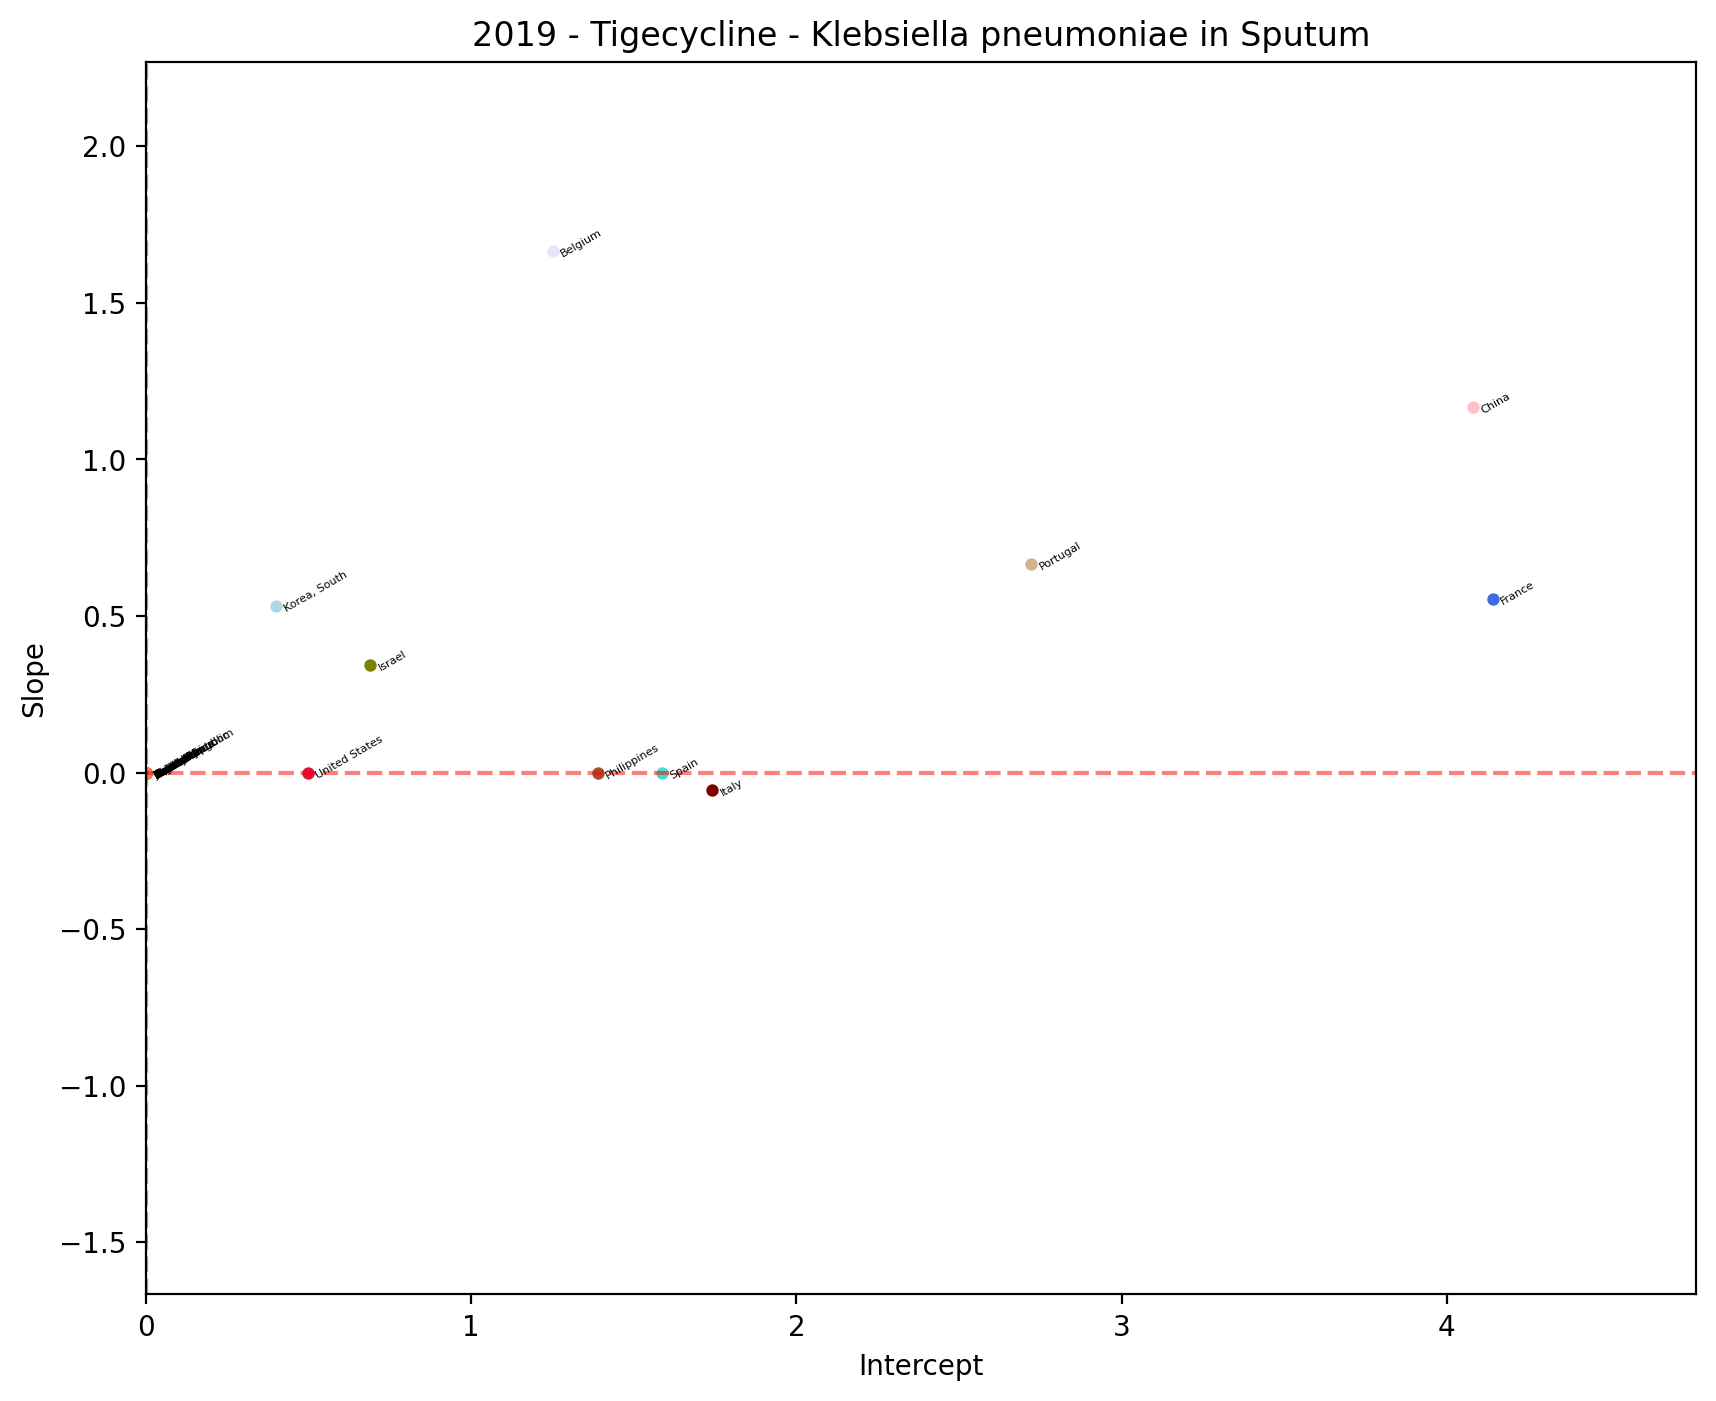 2019 - Tigecycline - Klebsiella pneumoniae in Sputum
2.0
Belgium
1.5
China
1.0
Portugal
Korea, South
France
0.5
Israel
Slope
United States
Philippines
Spain
0.0
Italy
−0.5
−1.0
−1.5
0 1 2 3 4
Intercept